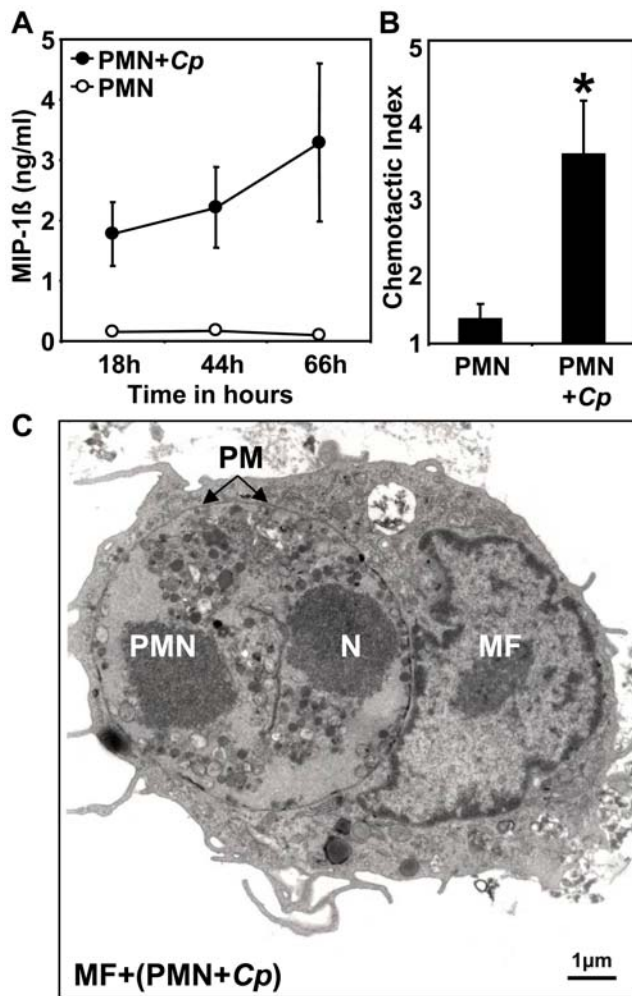 A
PMN+Cp
PMN
MIP-1ß (ng/ml)
5
4
3
2
1
0
18h 44h 66h
Time in hours
B
Chemotactic Index
5
4
3
2
1
*
PMN PMN
+Cp
C
PM
PMN N MF
MF+(PMN+Cp)
1µm